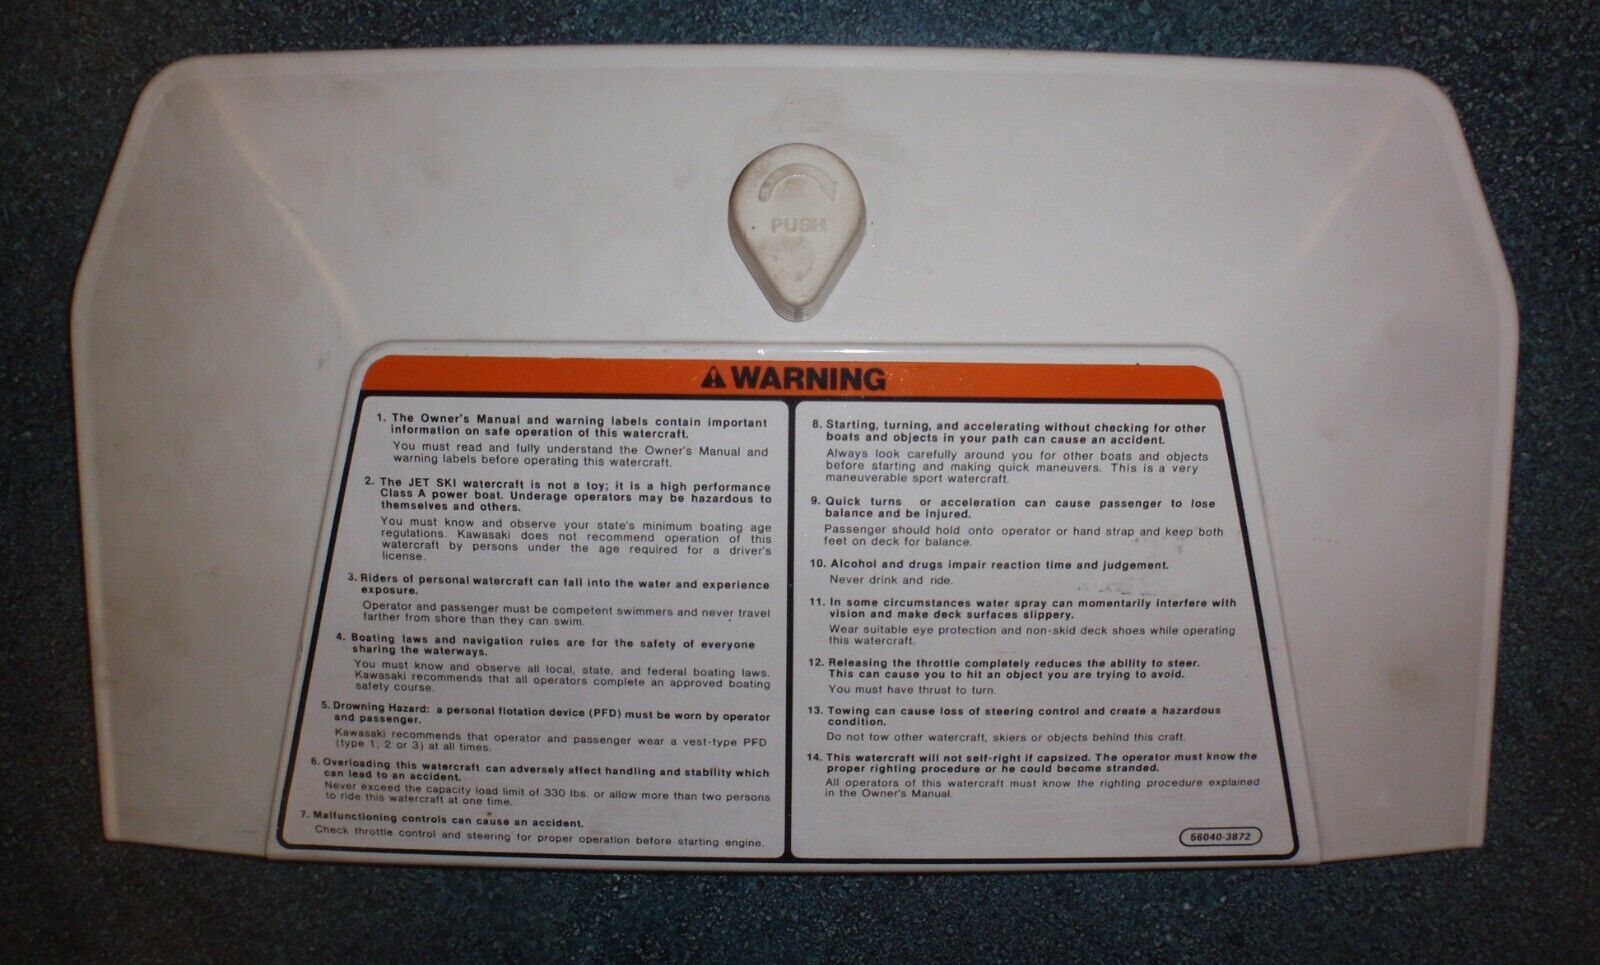 PUSH
WARNING
1. The Owner's Manual and warning labels contain important
information on safe operation of this watercraft.
You must read and fully understand the Owner's Manual and
warning labels before operating this watercraft.
2. The JET SKI watercraft is not a toy; it is a high performance
Class A power boat. Underage operators may be hazardous to
themselves and others.
You must know and observe your state's minimum boating age
regulations. Kawasaki does not recommend operation of this
watercraft by persons under the age required for a driver's
license.
3. Riders of personal watercraft can fall into the water and experience
exposure.
Operator and passenger must be competent swimmers and never travel
farther from shore than they can swim.
4. Boating laws and navigation rules are for the safety of everyone
sharing the waterways.
You must know and observe all local, state, and federal boating laws.
Kawasaki recommends that all operators complete an approved boating
safety course.
5. Drowning Hazard: a personal flotation device (PFD) must be worn by operator
and passenger.
Kawasaki recommends that operator and passenger wear a vest-type PFD
(type 1, 2 or 3) at all times.
6. Overloading this watercraft can adversely affect handling and stability which
can lead to an accident.
Never exceed the capacity load limit of 330 lbs. or allow more than two persons
to ride this watercraft at one time.
7. Malfunctioning controls can cause an accident.
Check throttle control and steering for proper operation before starting engine.
8. Starting, turning, and accelerating without checking for other
boats and objects in your path can cause an accident.
Always look carefully around you for other boats and objects
before starting and making quick maneuvers. This is a very
maneuverable sport watercraft.
9. Quick turns or acceleration can cause passenger to lose
balance and be injured.
Passenger should hold onto operator or hand strap and keep both
feet on deck for balance.
10. Alcohol and drugs impair reaction time and judgement.
Never drink and ride.
11. In some circumstances water spray can momentarily interfere with
vision and make deck surfaces slippery.
Wear suitable eye protection and non-skid deck shoes while operating
this watercraft.
12. Releasing the throttle completely reduces the ability to steer.
This can cause you to hit an object you are trying to avoid.
You must have thrust to turn.
13. Towing can cause loss of steering control and create a hazardous
condition.
Do not tow other watercraft, skiers or objects behind this craft.
14. This watercraft will not self-right if capsized. The operator must know the
proper righting procedure or he could become stranded.
All operators of this watercraft must know the righting procedure explained
in the Owner's Manual.
56040-3872